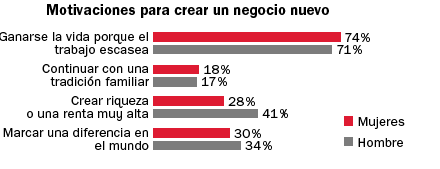 Motivaciones para crear un negocio nuevo
Ganarse la vida porque el
trabajo escasea
74%
71%
Continuar con una
tradición familiar
18%
17%
Crear riqueza
o una renta muy alta
28%
41%
Marcar una diferencia en
el mundo
30%
34%
Mujeres
Hombre